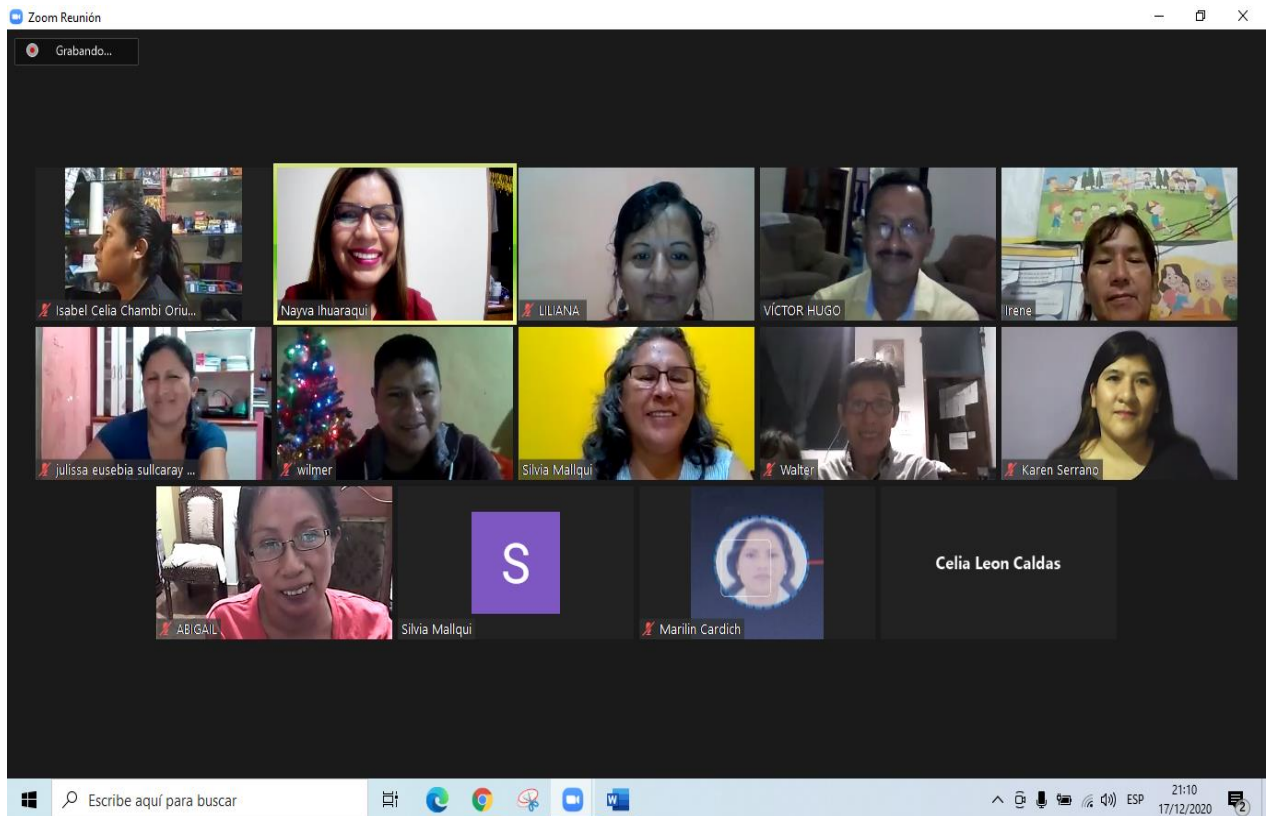 Zoom Reunión
Grabando...
Isabel Celia Chambi Oriu...
Nayva Ihuaraqui
LILIANA
VÍCTOR HUGO
Irene
julissa eusebia sullcaray ...
wilmer
Silvia Mallqui
Walter
Karen Serrano
S
Celia Leon Caldas
ABIGAIL
Silvia Mallqui
Marilin Cardich
Escribe aquí para buscar
W
ESP
21:10
17/12/2020
2